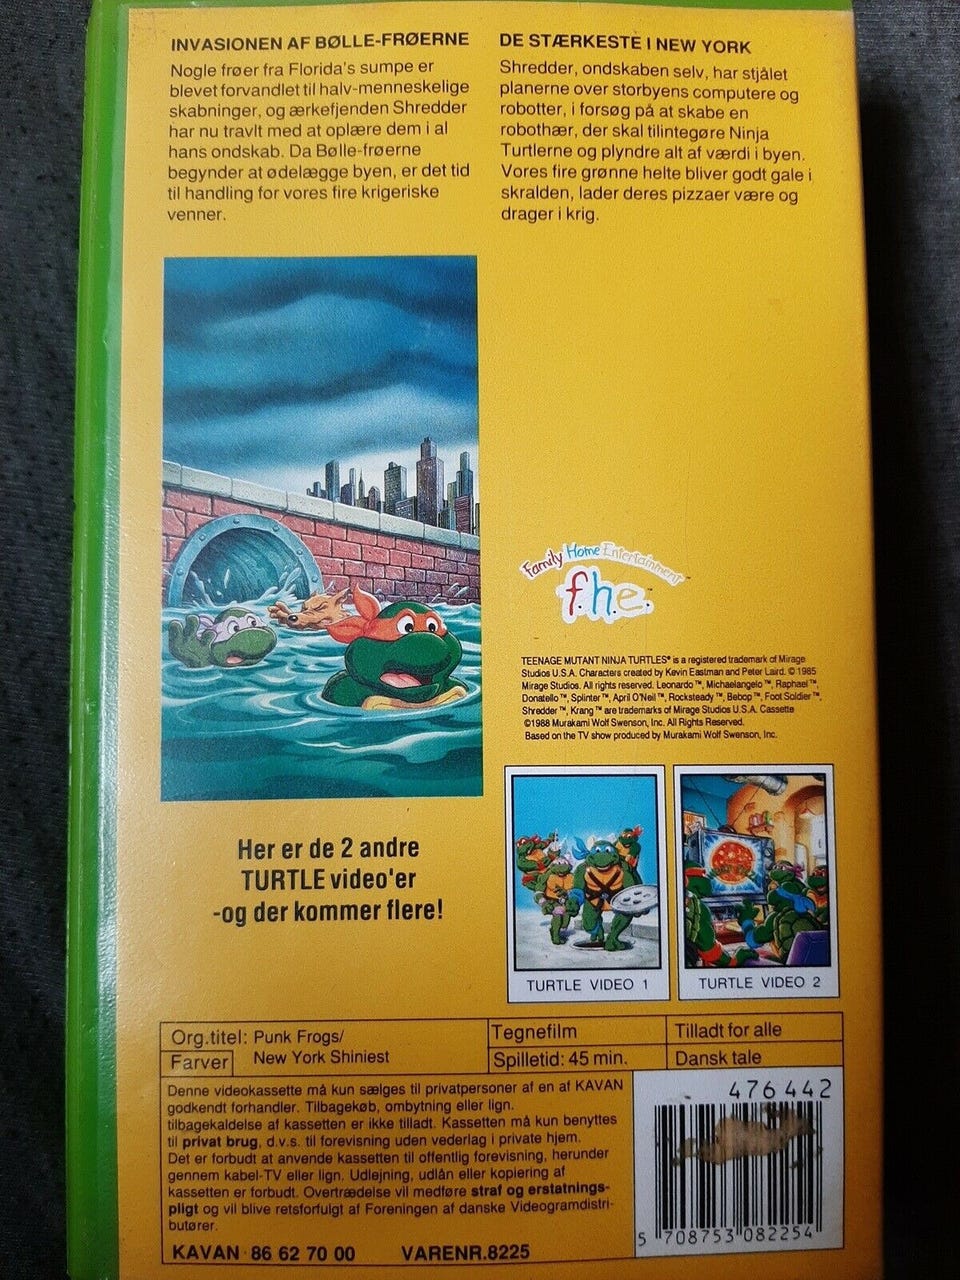 INVASIONEN AF BØLLE-FRØERNE
Nogle frøer fra Florida's sumpe er
blevet forvandlet til halv-menneskelige
skabninger, og ærkefjenden Shredder
har nu travlt med at oplære dem i al
hans ondskab. Da Bølle-frøerne
begynder at ødelægge byen, er det tid
til handling for vores fire krigeriske
venner.
DE STÆRKESTE I NEW YORK
Shredder, ondskaben selv, har stjålet
planerne over storbyens computere og
robotter, i forsøg på at skabe en
robothær, der skal tilintegøre Ninja
Turtlerne og plyndre alt af værdi i byen.
Vores fire grønne helte bliver godt gale i
skralden, lader deres pizzaer være og
drager i krig.
Family Home Entertainment™
f.h.e.™
TEENAGE MUTANT NINJA TURTLES® is a registered trademark of Mirage
Studios U.S.A. Characters created by Kevin Eastman and Peter Laird. © 1985
Mirage Studios. All rights reserved. Leonardo™, Michaelangelo™, Raphael™,
Donatello™, Splinter™, April O'Neil™, Rocksteady™, Bebop™, Foot Soldier™,
Shredder™, Krang™ are trademarks of Mirage Studios U.S.A. Cassette
©1988 Murakami Wolf Swenson, Inc. All Rights Reserved.
Based on the TV show produced by Murakami Wolf Swenson, Inc.
Her er de 2 andre
TURTLE video'er
-og der kommer flere!
TURTLE VIDEO 1
TURTLE VIDEO 2
Org.titel: Punk Frogs/
New York Shiniest
Farver
Tegnefilm
Spilletid: 45 min.
Tilladt for alle
Dansk tale
Denne videokassette må kun sælges til privatpersoner af en af KAVAN
godkendt forhandler. Tilbagekøb, ombytning eller lign.
tilbagekaldelse af kassetten er ikke tilladt. Kassetten må kun benyttes
til privat brug, d.v.s. til forevisning uden vederlag i private hjem.
Det er forbudt at anvende kassetten til offentlig forevisning, herunder
gennem kabel-TV eller lign. Udlejning, udlån eller kopiering af
kassetten er forbudt. Overtrædelse vil medføre straf og erstatnings-
pligt og vil blive retsforfulgt af Foreningen af danske Videogramdistri-
butører.
KAVAN 86 62 70 00 VARENR.8225
476442
5 708753 082254